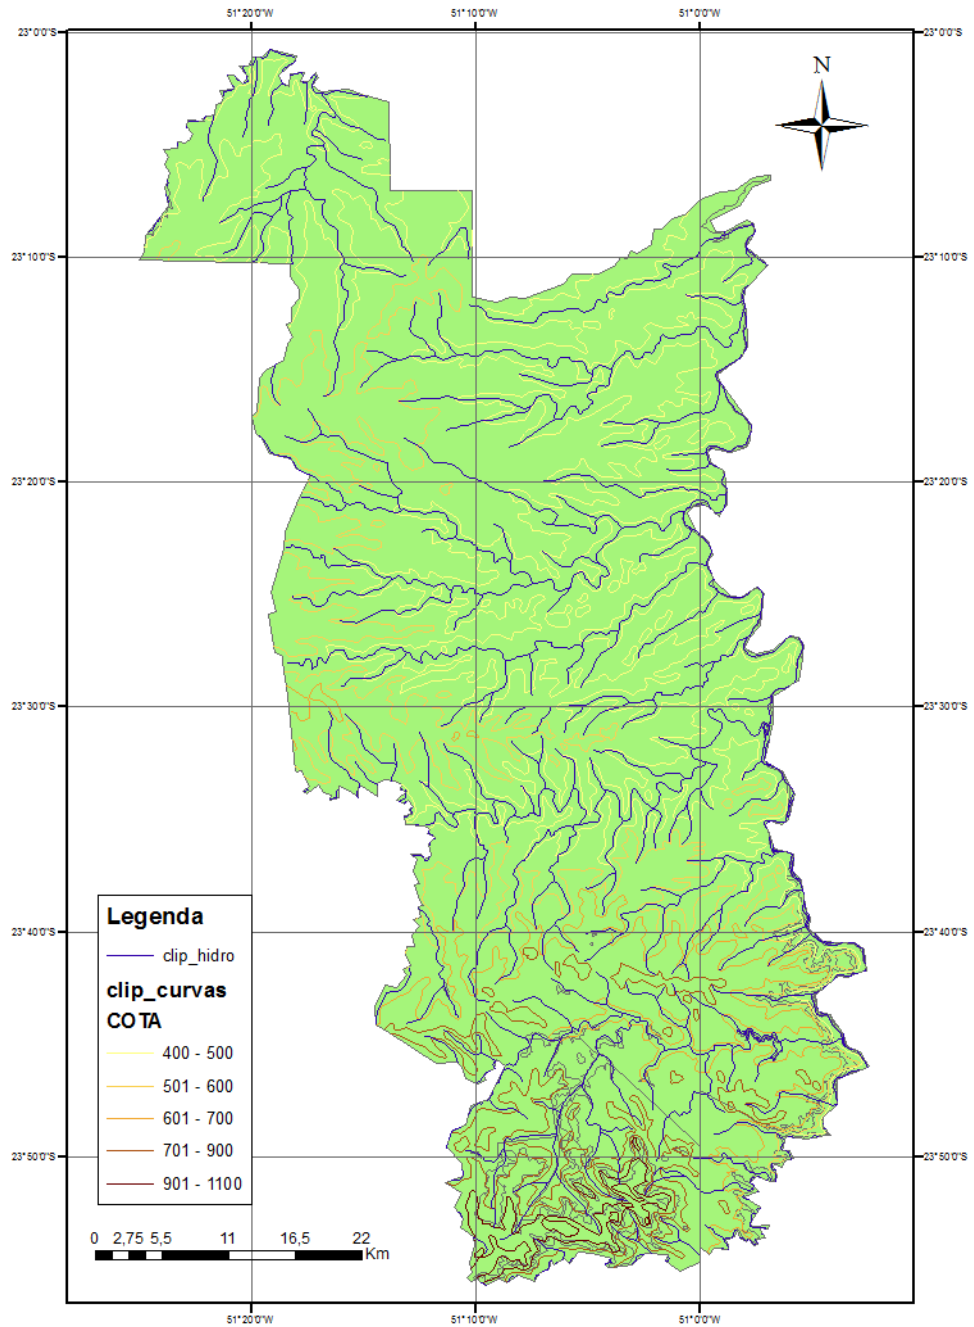 51°20'0"W 51°10'0"W 51°0'0"W
23°0'0"S 23°0'0"S
N
23°10'0"S 23°10'0"S
23°20'0"S 23°20'0"S
23°30'0"S 23°30'0"S
23°40'0"S 23°40'0"S
23°50'0"S 23°50'0"S
Legenda
clip_hidro
clip_curvas
COTA
400 - 500
501 - 600
601 - 700
701 - 900
901 - 1100
0 2,75 5,5 11 16,5 22
Km
51°20'0"W 51°10'0"W 51°0'0"W